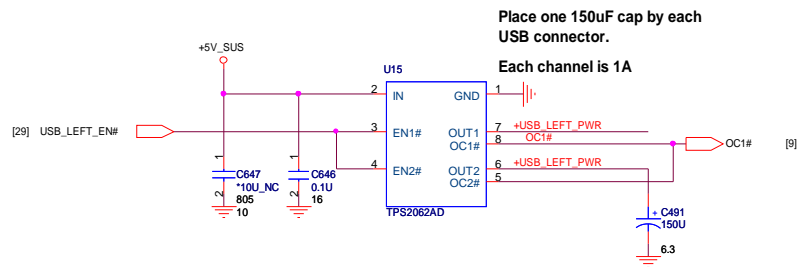 Place one 150uF cap by each
USB connector.
Each channel is 1A
+5V_SUS
U15
2 IN GND 1
[29] USB_LEFT_EN# 3 EN1# OUT1 7 +USB_LEFT_PWR
OC1# 8 OC1# OC1# [9]
4 EN2# OUT2 6 +USB_LEFT_PWR
OC2# 5
TPS2062AD
1 2 C647
*10U_NC
805
10
1 2 C646
0.1U
16
+ C491
150U
6.3